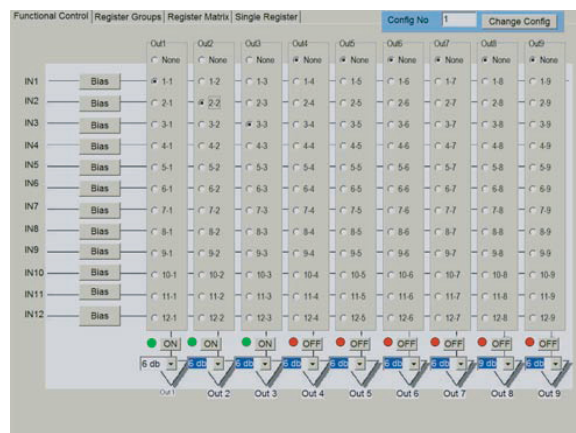 Functional Control Register Groups Register Matrix Single Register Config No 1 Change Config
Out1 Out2 Out3 Out4 Out5 Out6 Out7 Out8 Out9
None None None None None None None None None
IN1 Bias 1-1 1-2 1-3 1-4 1-5 1-6 1-7 1-8 1-9
IN2 Bias 2-1 2-2 2-3 2-4 2-5 2-6 2-7 2-8 2-9
IN3 Bias 3-1 3-2 3-3 3-4 3-5 3-6 3-7 3-8 3-9
IN4 Bias 4-1 4-2 4-3 4-4 4-5 4-6 4-7 4-8 4-9
IN5 Bias 5-1 5-2 5-3 5-4 5-5 5-6 5-7 5-8 5-9
IN6 Bias 6-1 6-2 6-3 6-4 6-5 6-6 6-7 6-8 6-9
IN7 Bias 7-1 7-2 7-3 7-4 7-5 7-6 7-7 7-8 7-9
IN8 Bias 8-1 8-2 8-3 8-4 8-5 8-6 8-7 8-8 8-9
IN9 Bias 9-1 9-2 9-3 9-4 9-5 9-6 9-7 9-8 9-9
IN10 Bias 10-1 10-2 10-3 10-4 10-5 10-6 10-7 10-8 10-9
IN11 Bias 11-1 11-2 11-3 11-4 11-5 11-6 11-7 11-8 11-9
IN12 Bias 12-1 12-2 12-3 12-4 12-5 12-6 12-7 12-8 12-9
ON ON ON OFF OFF OFF OFF OFF OFF
6 db 6 db 6 db 6 db 6 db 6 db 6 db 9 db 6 db
Out 1 Out 2 Out 3 Out 4 Out 5 Out 6 Out 7 Out 8 Out 9